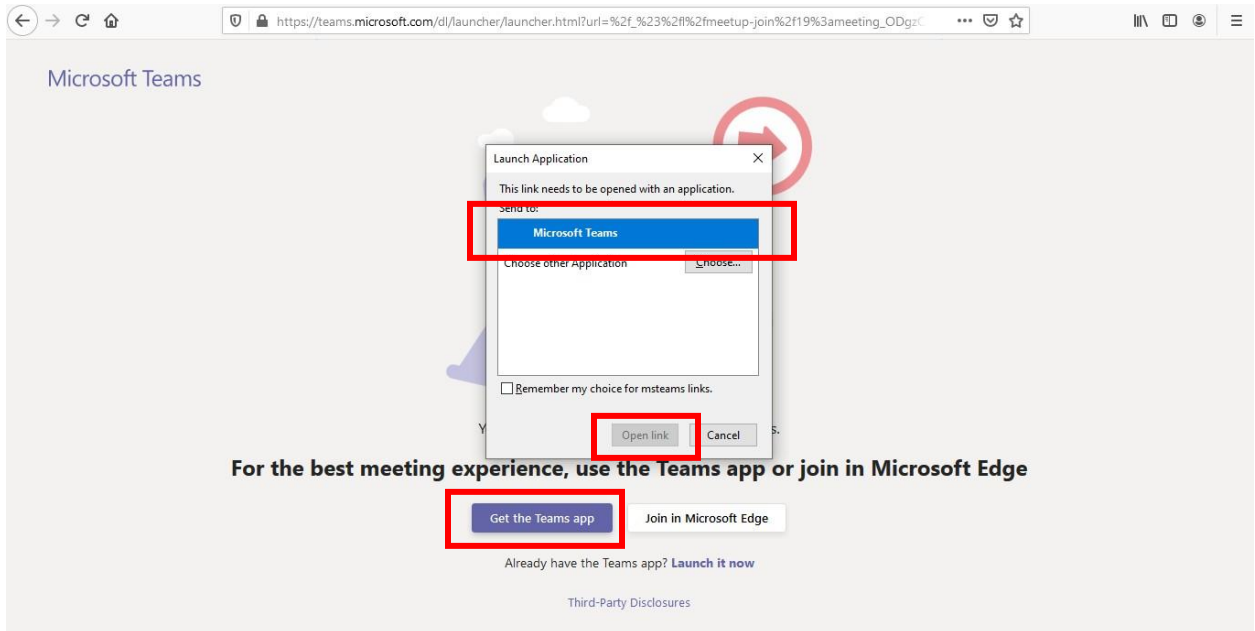 https://teams.microsoft.com/dl/launcher/launcher.html?url=%2f_%23%2fl%2fmeetup-join%2f19%3ameeting_ODgz
Microsoft Teams
Launch Application
This link needs to be opened with an application.
Send to:
Microsoft Teams
Choose other Application
Choose...
Remember my choice for msteams links.
Open link
Cancel
For the best meeting experience, use the Teams app or join in Microsoft Edge
Get the Teams app
Join in Microsoft Edge
Already have the Teams app? Launch it now
Third-Party Disclosures